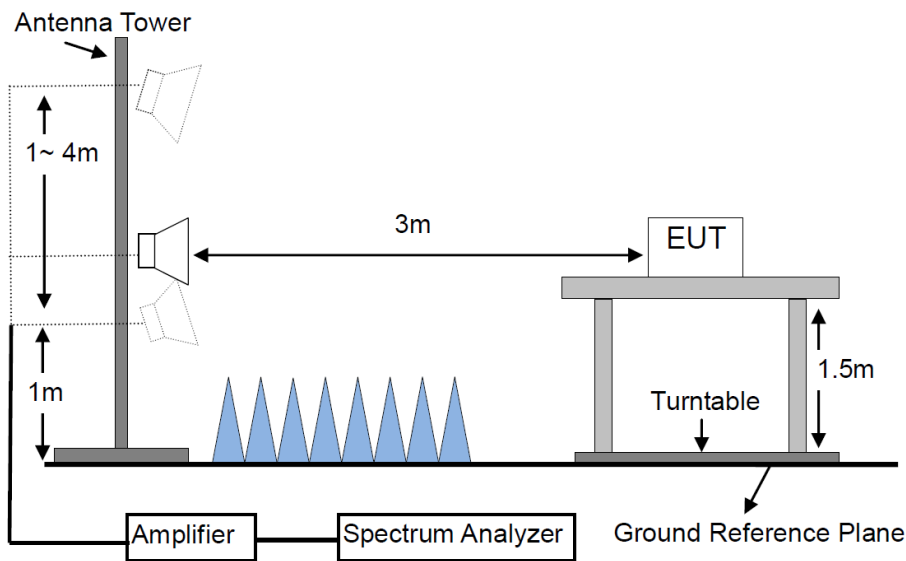 Antenna Tower
1~ 4m
3m
EUT
1m
1.5m
Turntable
Amplifier
Spectrum Analyzer
Ground Reference Plane